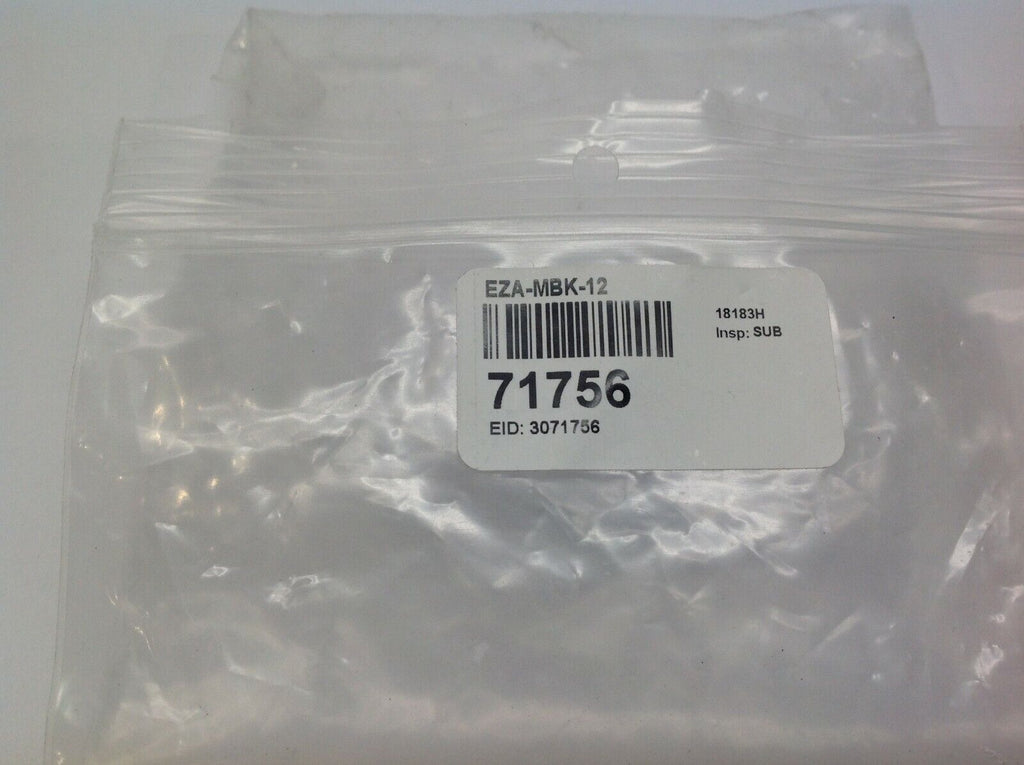 EZA-MBK-12
18183H
Insp: SUB
71756
EID: 3071756